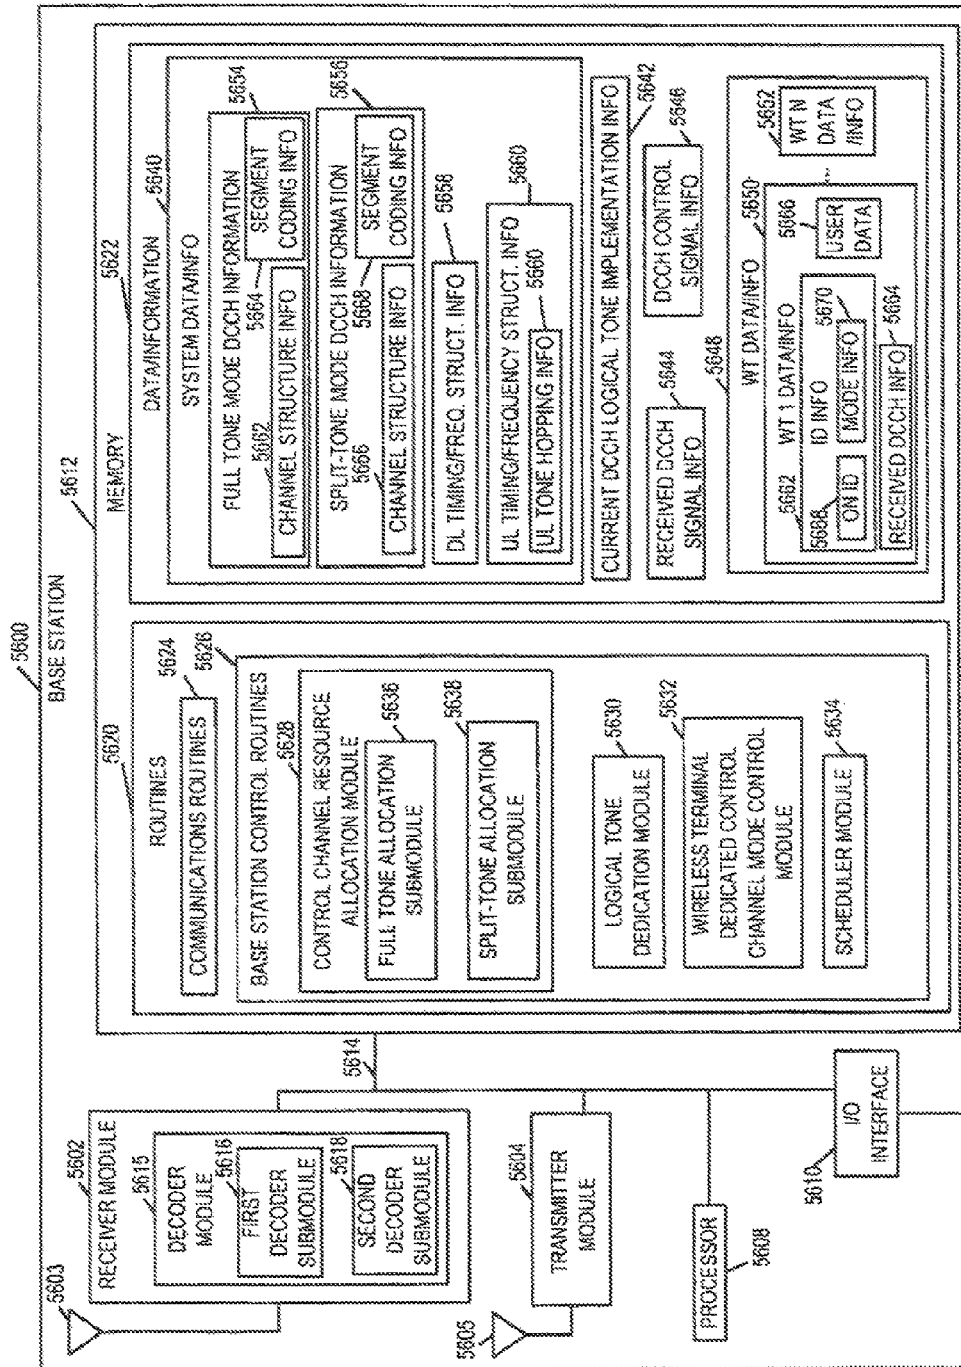 5600
BASE STATION
5612
5603
5602
RECEIVER MODULE
5615
DECODER
MODULE
5616
FIRST
DECODER
SUBMODULE
5618
SECOND
DECODER
SUBMODULE
5605
5604
TRANSMITTER
MODULE
5614
PROCESSOR
5608
5610
I/O
INTERFACE
MEMORY
5622
5620
ROUTINES
5624
COMMUNICATIONS ROUTINES
5626
BASE STATION CONTROL ROUTINES
5628
CONTROL CHANNEL RESOURCE
ALLOCATION MODULE
5636
FULL TONE ALLOCATION
SUBMODULE
5638
SPLIT-TONE ALLOCATION
SUBMODULE
LOGICAL TONE
DEDICATION MODULE
5630
WIRELESS TERMINAL
DEDICATED CONTROL
CHANNEL MODE CONTROL
MODULE
5632
SCHEDULER MODULE
5634
DATA/INFORMATION
5640
SYSTEM DATA/INFO
5654
FULL TONE MODE DCCH INFORMATION
5662
5664
CHANNEL STRUCTURE INFO
SEGMENT
CODING INFO
5656
SPLIT-TONE MODE DCCH INFORMATION
5666
5668
CHANNEL STRUCTURE INFO
SEGMENT
CODING INFO
5658
DL TIMING/FREQ. STRUCT. INFO
5660
UL TIMING/FREQUENCY STRUCT. INFO
5660
UL TONE HOPPING INFO
CURRENT DCCH LOGICAL TONE IMPLEMENTATION INFO
5642
5644
RECEIVED DCCH
SIGNAL INFO
5646
DCCH CONTROL
SIGNAL INFO
5648
WT DATA/INFO
5650
WT 1 DATA/INFO
5662
ID INFO
5668
ON ID
5670
MODE INFO
5664
RECEIVED DCCH INFO
5666
USER
DATA
...
5652
WT N
DATA
/INFO